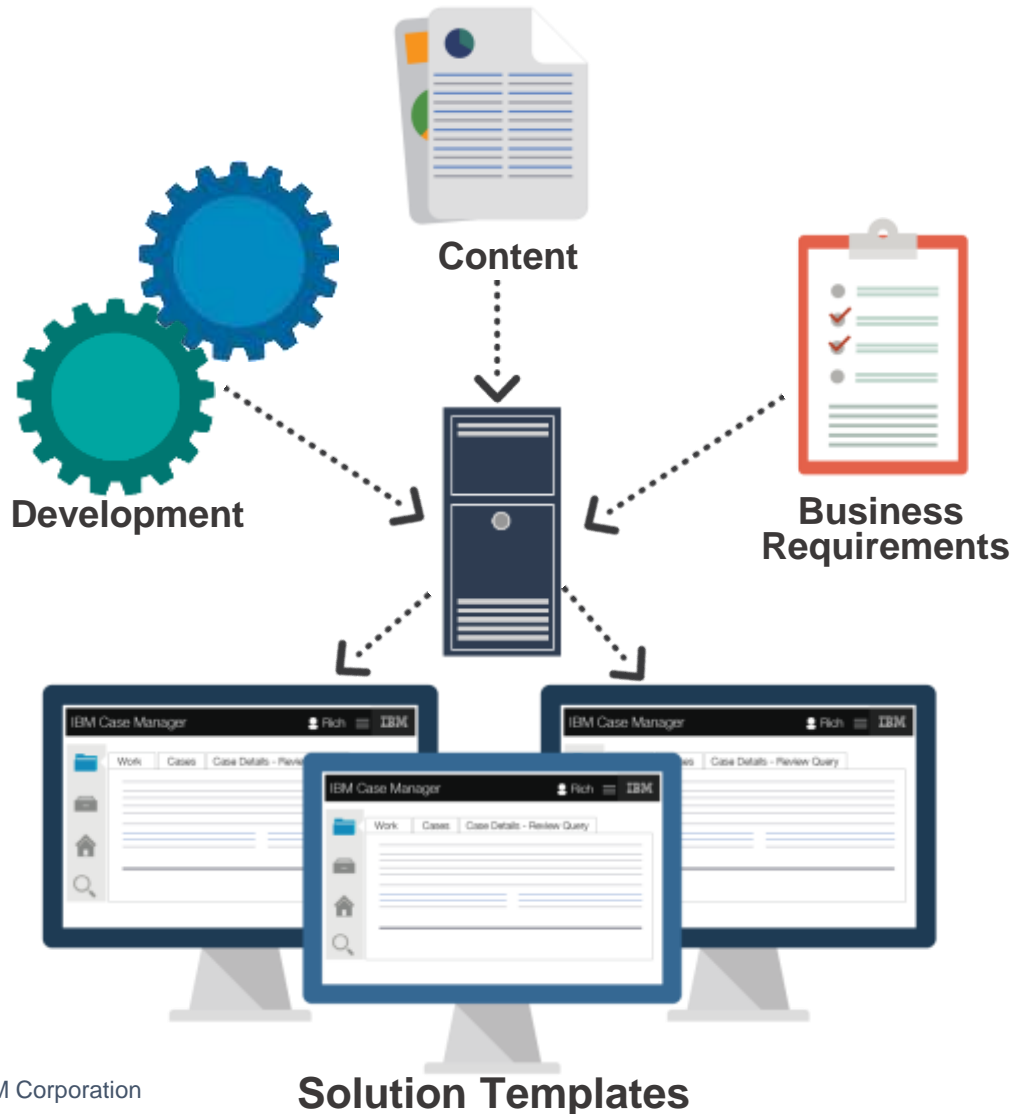 Content
Development
Business
Requirements
IBM Case Manager Rich IBM
Work Cases Case Details - Review
IBM Case Manager Rich IBM
Case Details - Review Query
IBM Case Manager Rich IBM
Work Cases Case Details - Review Query
Corporation
Solution Templates